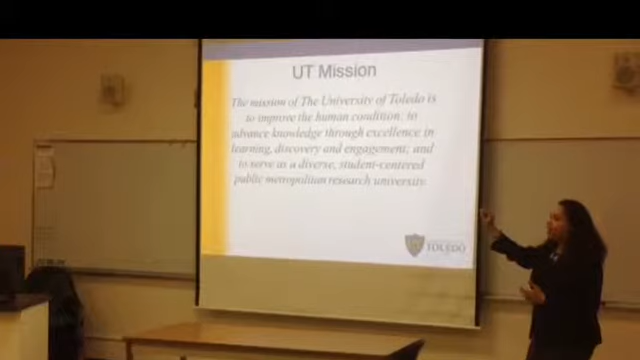 UT Mission
The mission of The University of Toledo is
to improve the human condition; to
advance knowledge through excellence in
learning, discovery and engagement; and
to serve as a diverse, student-centered
public metropolitan research university.
TOLEDO